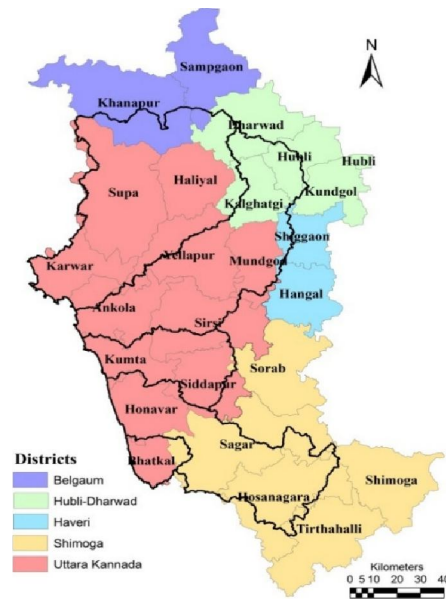 Sampgaon
N
Khanapur
Dharwad
Hubli
Hubli
Haliyal
Supa
Kalghatgi
Kundgol
Shiggaon
Yellapur
Mundgod
Karwar
Hangal
Ankola
Sirsi
Kumta
Sorab
Siddapur
Honavar
Sagar
Bhatkal
Shimoga
Hosanagara
Tirthahalli
Districts
Belgaum
Hubli-Dharwad
Haveri
Shimoga
Uttara Kannada
Kilometers
0 5 10 20 30 40